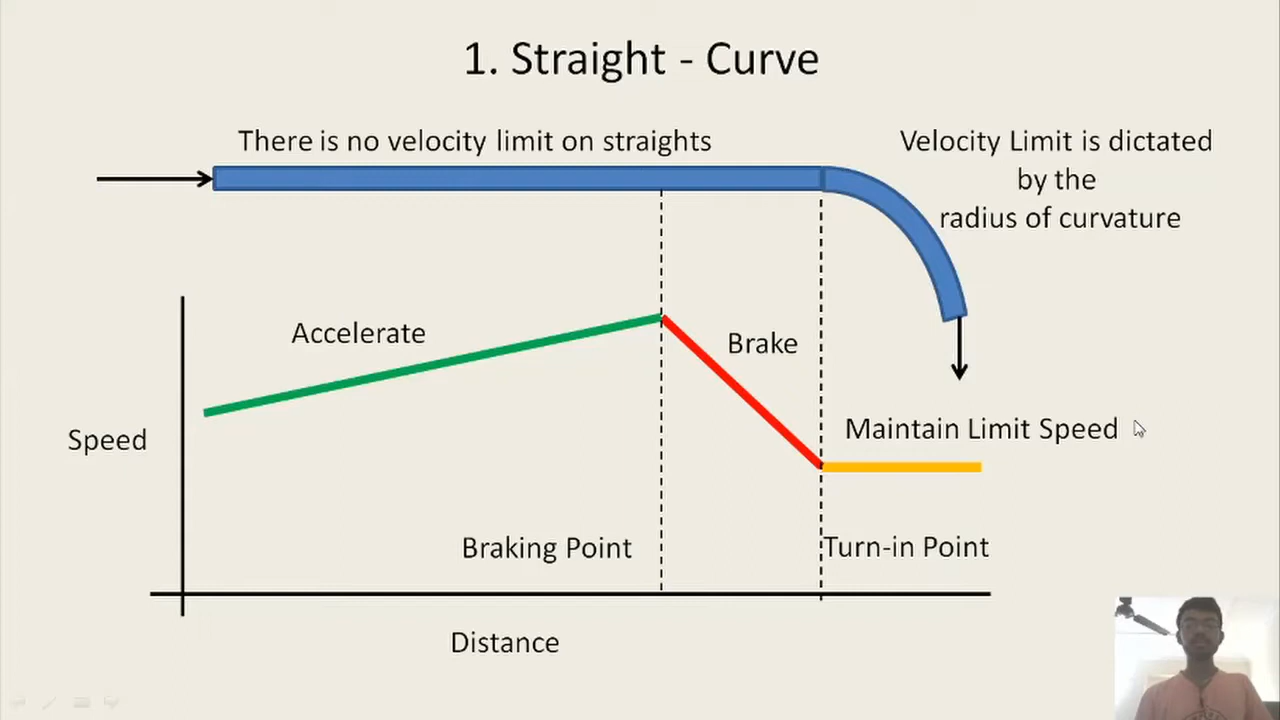 1. Straight - Curve
There is no velocity limit on straights
Velocity Limit is dictated
by the
radius of curvature
Accelerate
Brake
Speed
Maintain Limit Speed
Braking Point
Turn-in Point
Distance